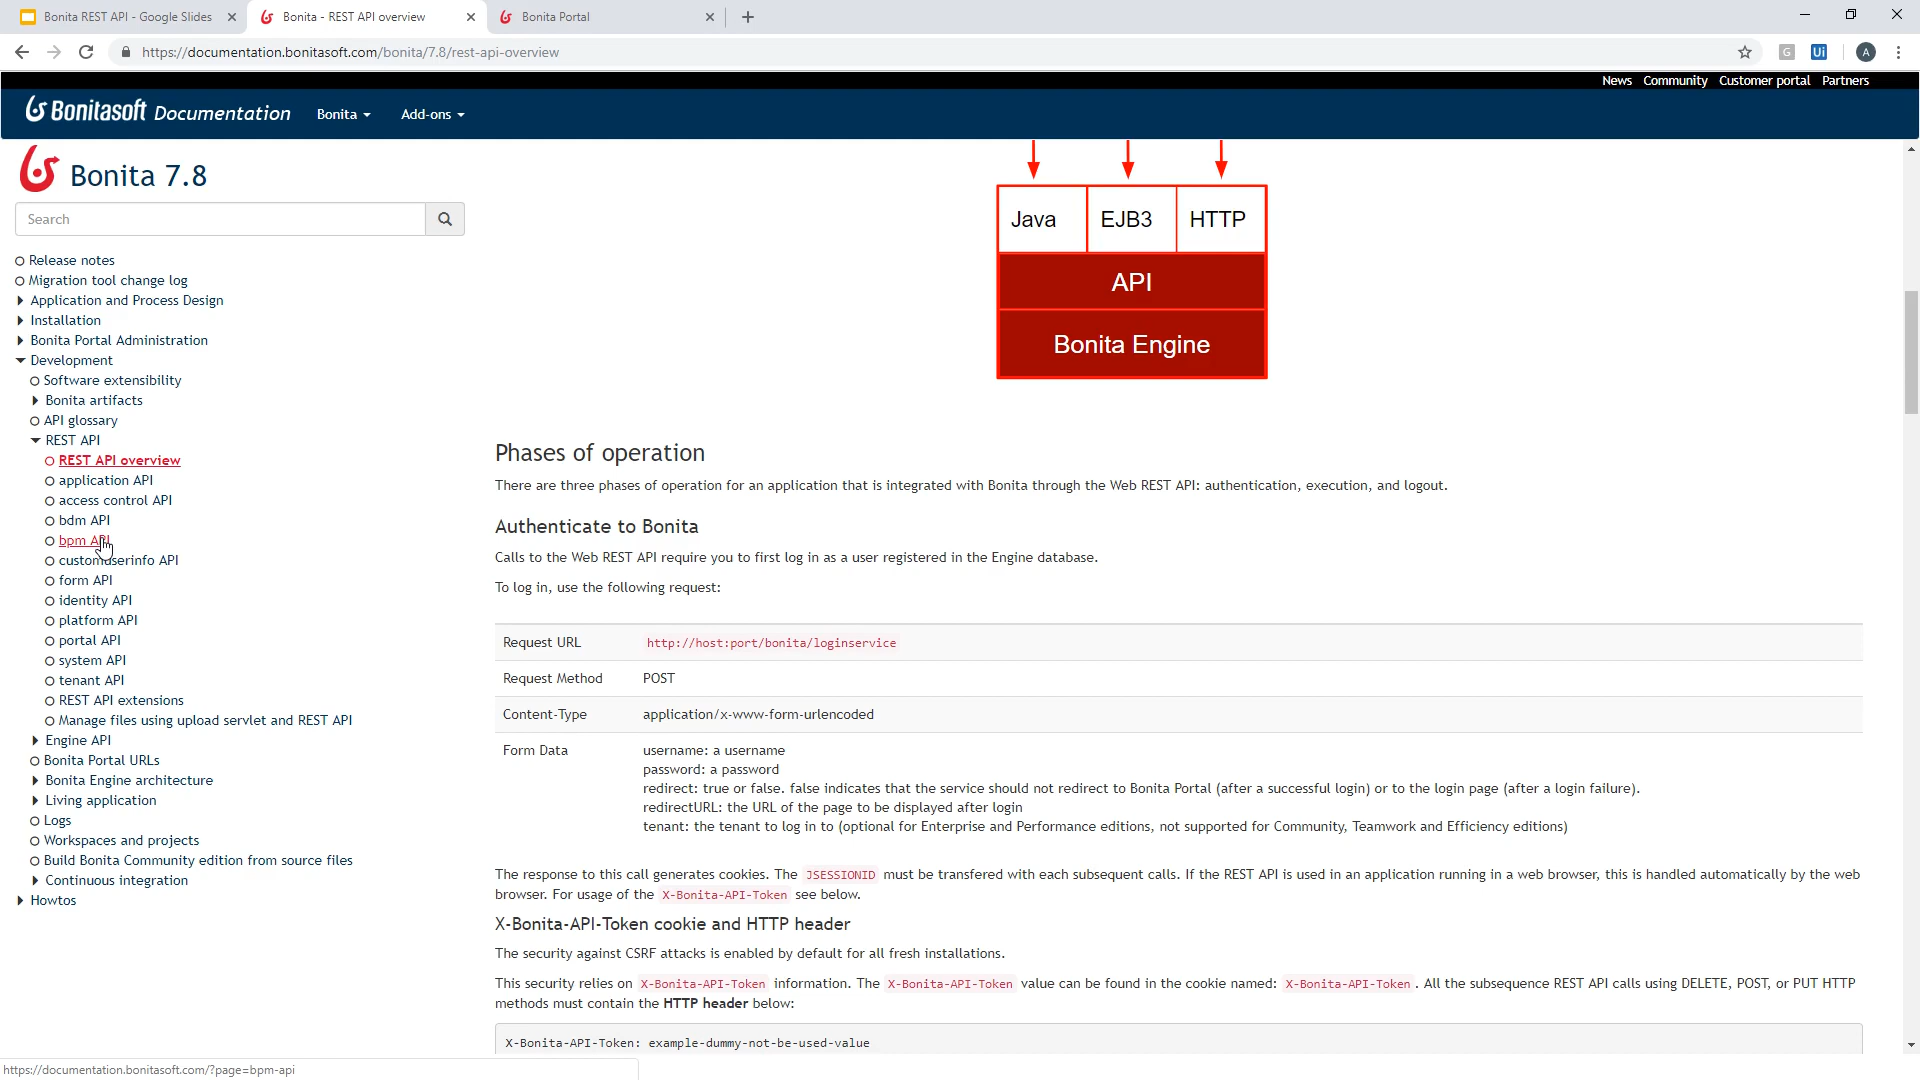 Bonita REST API - Google Slides
Bonita - REST API overview
Bonita Portal
https://documentation.bonitasoft.com/bonita/7.8/rest-api-overview
G
Ui
A
News Community Customer portal Partners
Bonitasoft Documentation Bonita Add-ons
Bonita 7.8
Search
Release notes
Migration tool change log
Application and Process Design
Installation
Bonita Portal Administration
Development
Software extensibility
Bonita artifacts
API glossary
REST API
REST API overview
application API
access control API
bdm API
bpm API
customuserinfo API
form API
identity API
platform API
portal API
system API
tenant API
REST API extensions
Manage files using upload servlet and REST API
Engine API
Bonita Portal URLs
Bonita Engine architecture
Living application
Logs
Workspaces and projects
Build Bonita Community edition from source files
Continuous integration
Howtos
Java EJB3 HTTP
API
Bonita Engine
Phases of operation
There are three phases of operation for an application that is integrated with Bonita through the Web REST API: authentication, execution, and logout.
Authenticate to Bonita
Calls to the Web REST API require you to first log in as a user registered in the Engine database.
To log in, use the following request:
Request URL http://host:port/bonita/loginservice
Request Method POST
Content-Type application/x-www-form-urlencoded
Form Data username: a username
password: a password
redirect: true or false. false indicates that the service should not redirect to Bonita Portal (after a successful login) or to the login page (after a login failure).
redirectURL: the URL of the page to be displayed after login
tenant: the tenant to log in to (optional for Enterprise and Performance editions, not supported for Community, Teamwork and Efficiency editions)
The response to this call generates cookies. The JSESSIONID must be transfered with each subsequent calls. If the REST API is used in an application running in a web browser, this is handled automatically by the web
browser. For usage of the X-Bonita-API-Token see below.
X-Bonita-API-Token cookie and HTTP header
The security against CSRF attacks is enabled by default for all fresh installations.
This security relies on X-Bonita-API-Token information. The X-Bonita-API-Token value can be found in the cookie named: X-Bonita-API-Token . All the subsequence REST API calls using DELETE, POST, or PUT HTTP
methods must contain the HTTP header below:
X-Bonita-API-Token: example-dummy-not-be-used-value
https://documentation.bonitasoft.com/?page=bpm-api